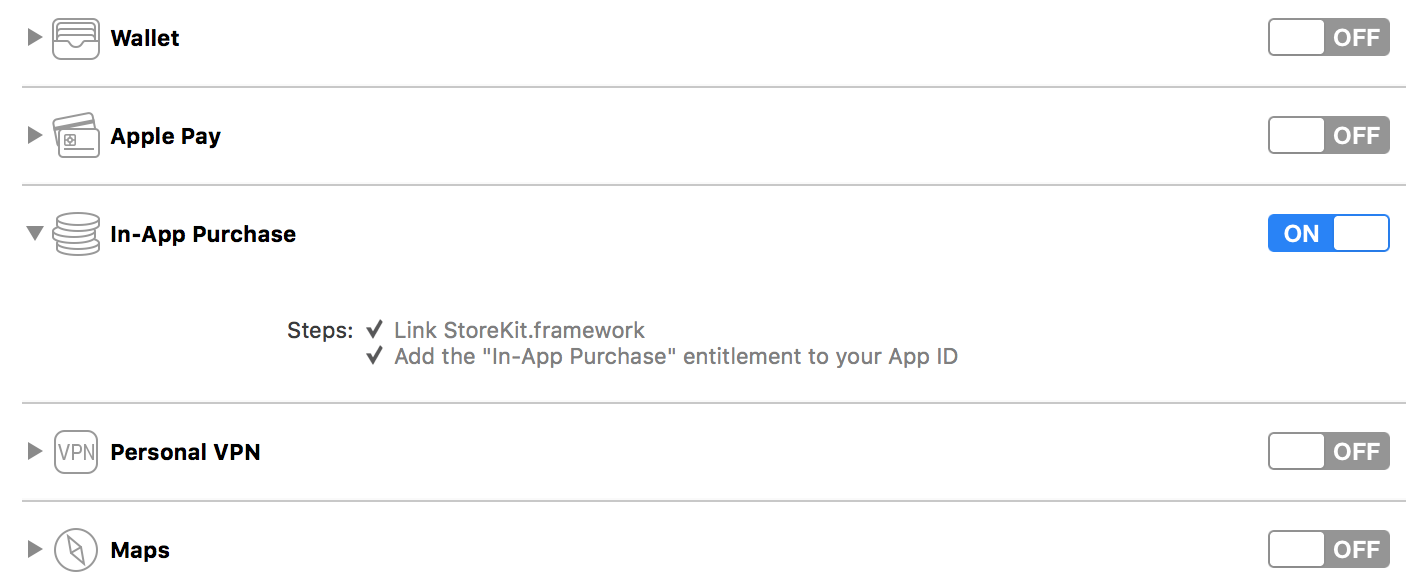 Wallet OFF
Apple Pay OFF
In-App Purchase ON
Steps: ✓ Link StoreKit.framework
✓ Add the "In-App Purchase" entitlement to your App ID
VPN Personal VPN OFF
Maps OFF